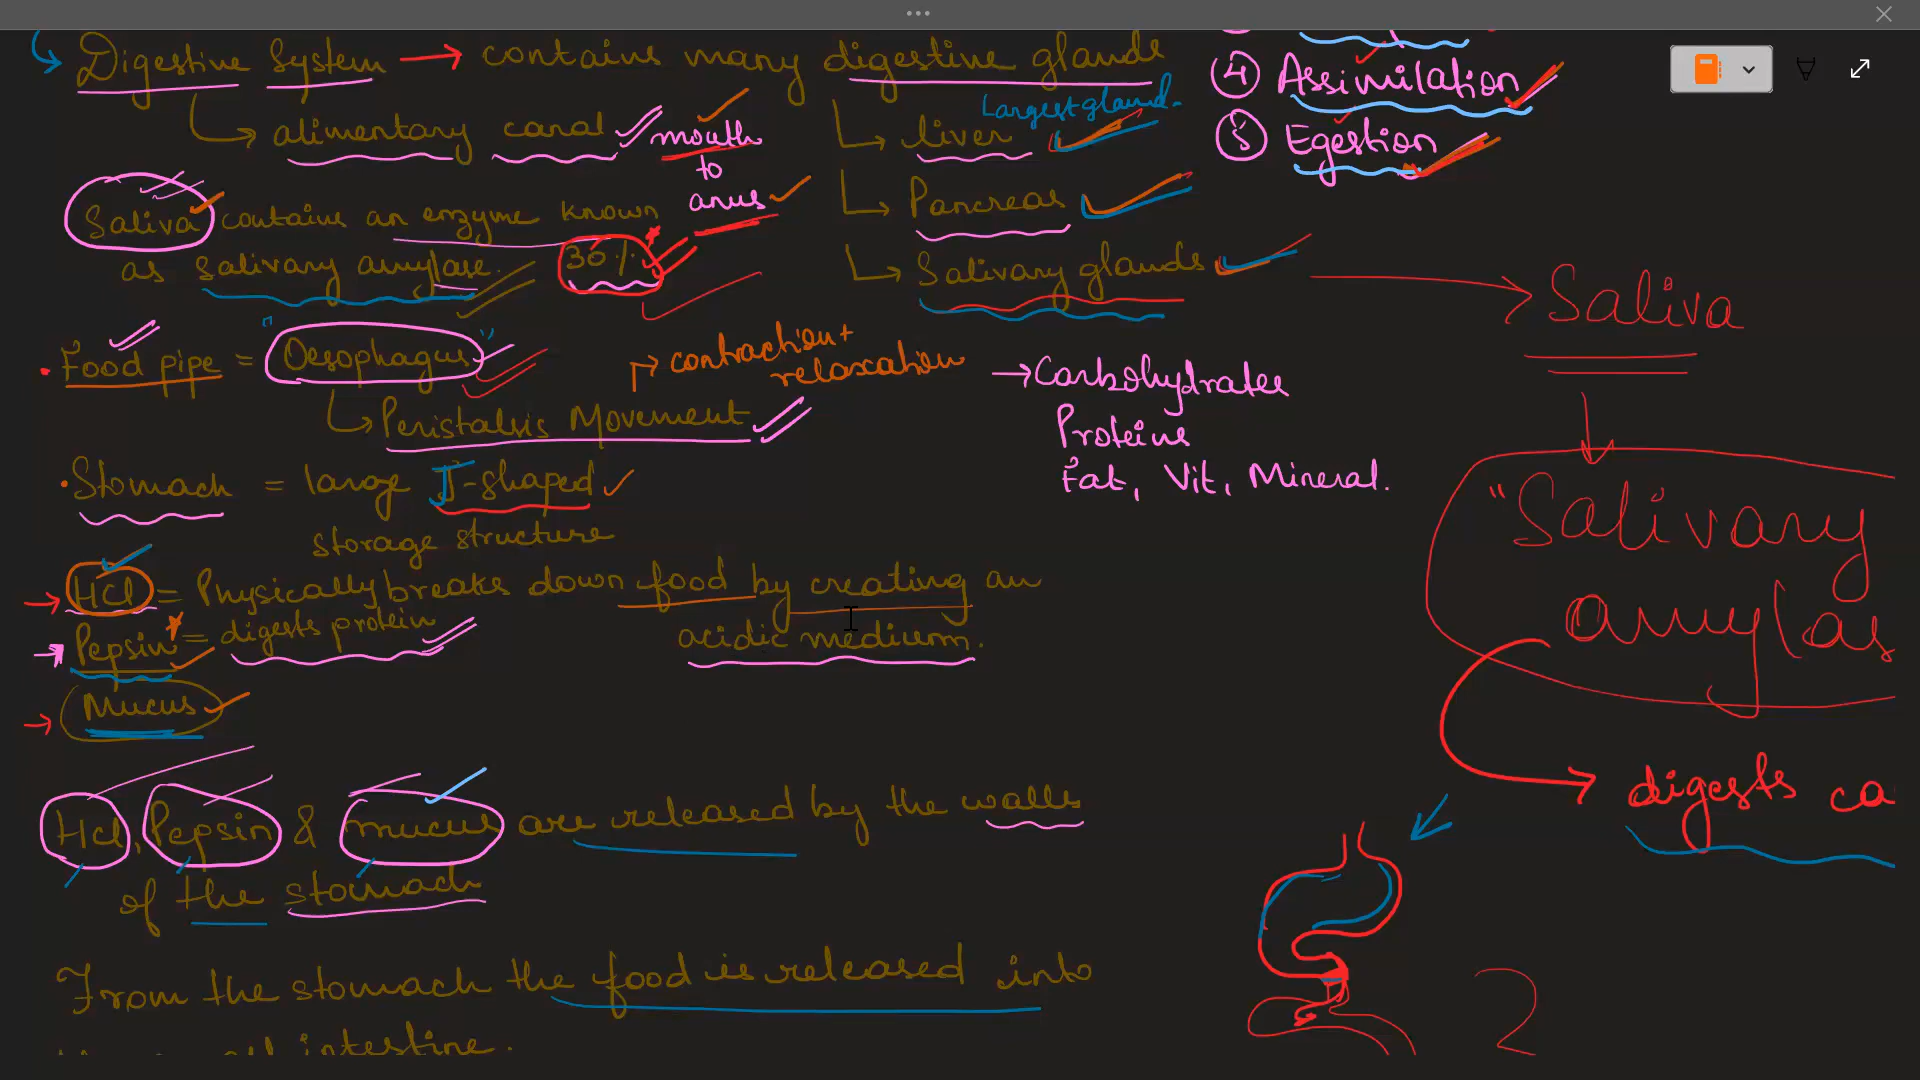 Digestive System → contains many digestive glands
alimentary canal
mouth
to
anus
Largest gland.
liver
Pancreas
Salivary glands
Saliva contains an enzyme known
as salivary amylase.
30%
Food pipe = "Oesophagus"
contraction +
relaxation
Peristalsis Movement
Stomach = large J-shaped
storage structure
→ HCl = Physically breaks down food by creating an
acidic medium.
→ Pepsin = digests protein
→ Mucus
HCl, Pepsin & mucus are released by the walls
of the stomach
From the stomach the food is released into
intestine.
④ Assimilation
⑤ Egestion
Saliva
→ Carbohydrates
Proteins
Fat, Vit, Mineral.
"Salivary
amylas
digests ca
2